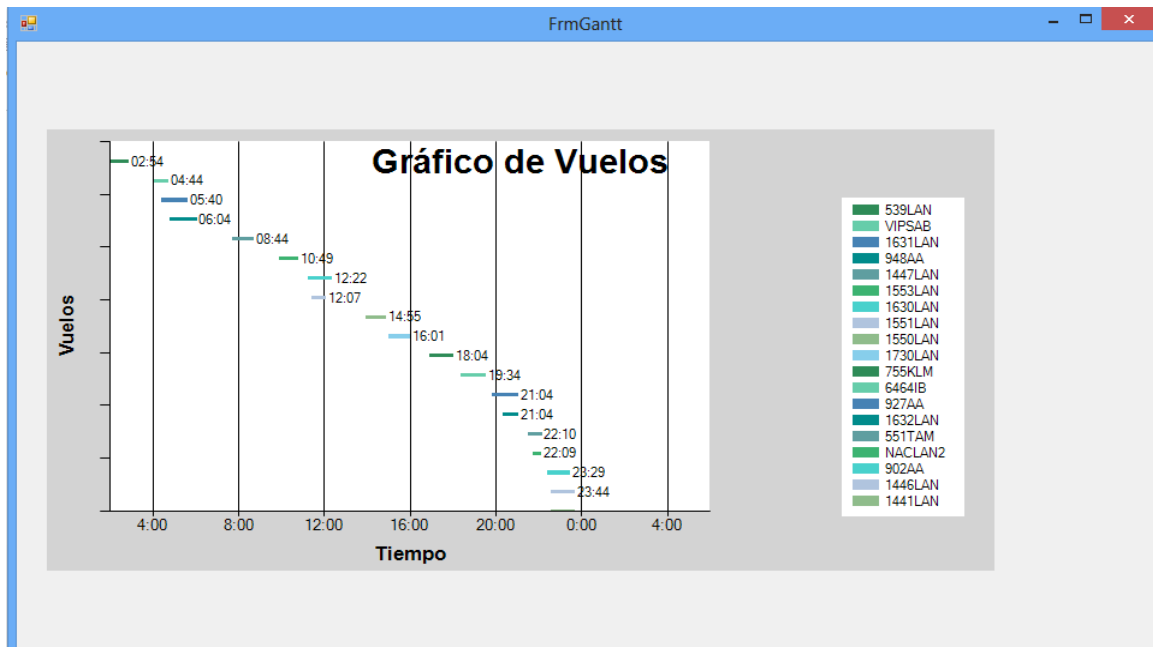 FrmGantt
Gráfico de Vuelos
02:54
04:44
05:40
06:04
08:44
10:49
12:22
12:07
14:55
16:01
18:04
19:34
21:04
21:04
22:10
22:09
23:29
23:44
Vuelos
4:00 8:00 12:00 16:00 20:00 0:00 4:00
Tiempo
539LAN
VIPSAB
1631LAN
948AA
1447LAN
1553LAN
1630LAN
1551LAN
1550LAN
1730LAN
755KLM
6464IB
927AA
1632LAN
551TAM
NACLAN2
902AA
1446LAN
1441LAN